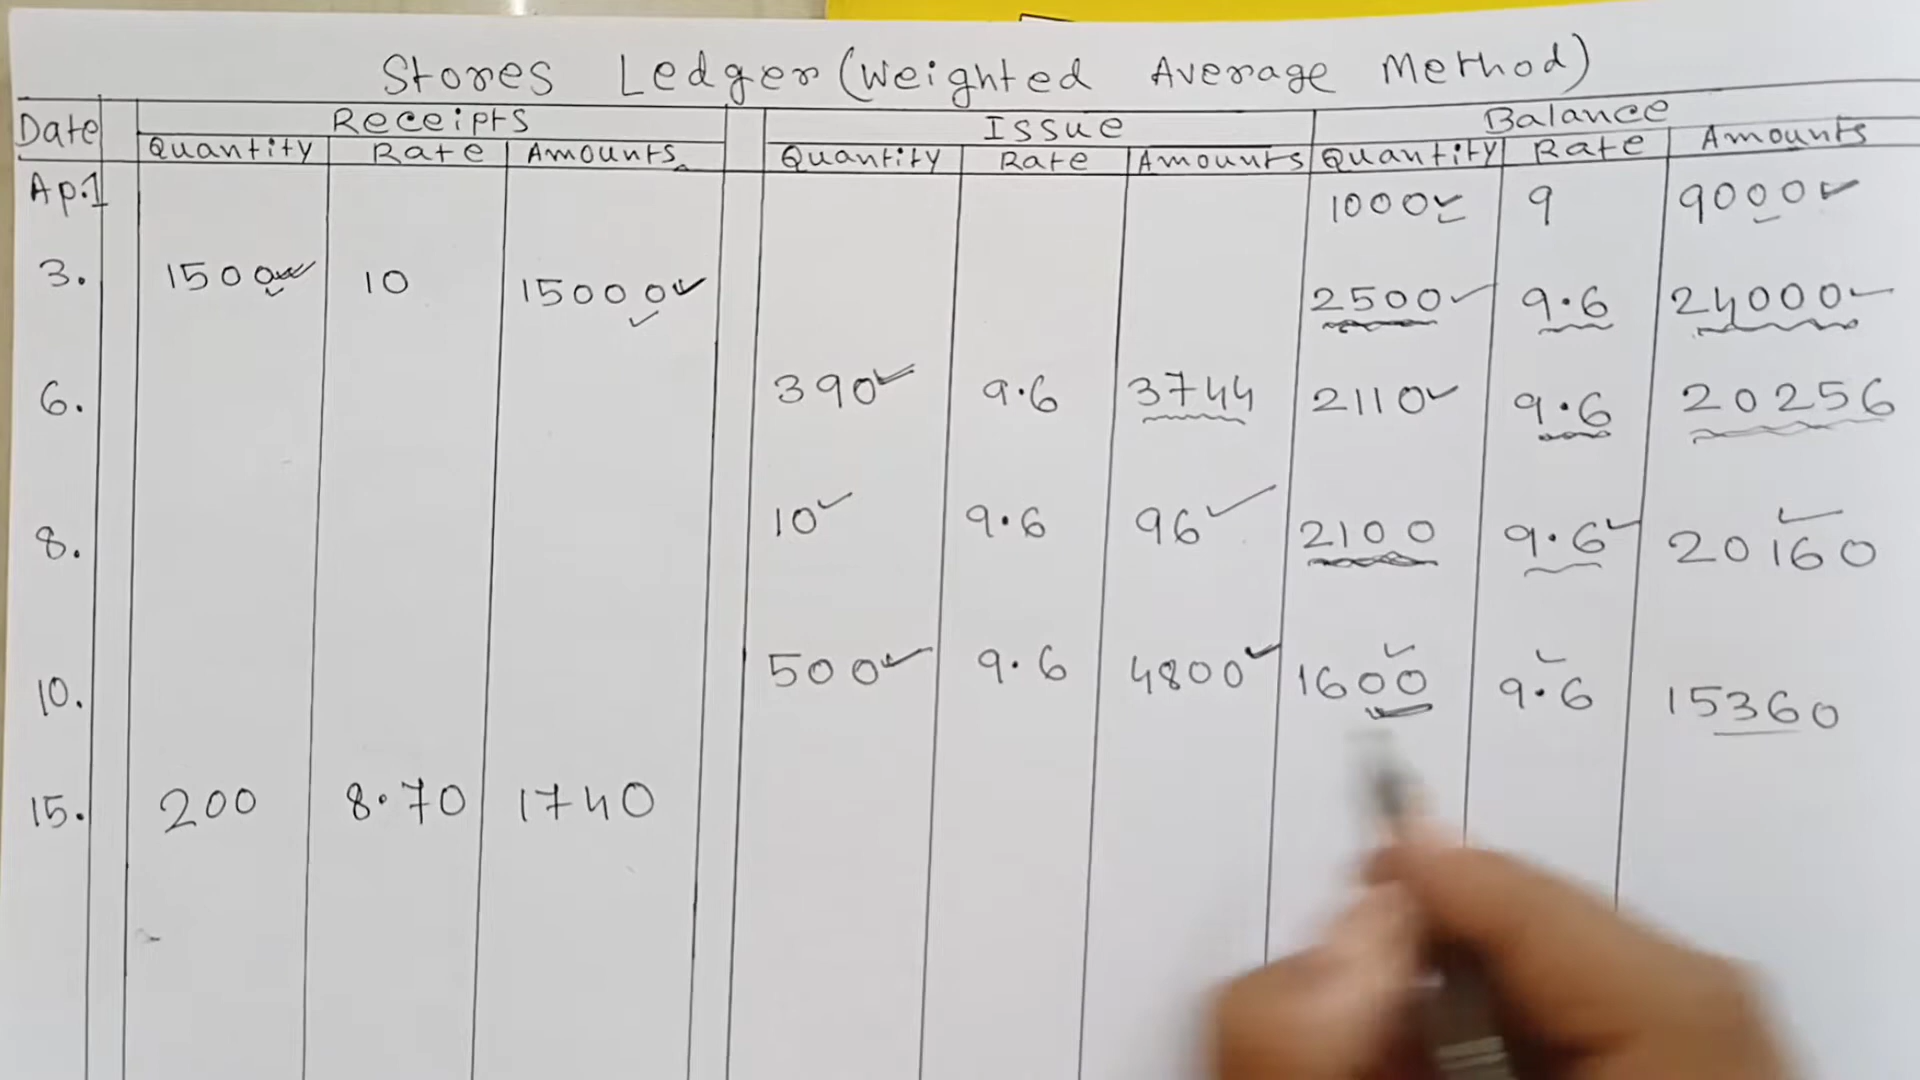 Stores Ledger (Weighted Average Method)
Date Receipts Issue Balance
Quantity Rate Amounts Quantity Rate Amounts Quantity Rate Amounts
Ap.1 1000 9 9000
3. 1500 10 15000 2500 9.6 24000
6. 390 9.6 3744 2110 9.6 20256
8. 10 9.6 96 2100 9.6 20160
10. 500 9.6 4800 1600 9.6 15360
15. 200 8.70 1740